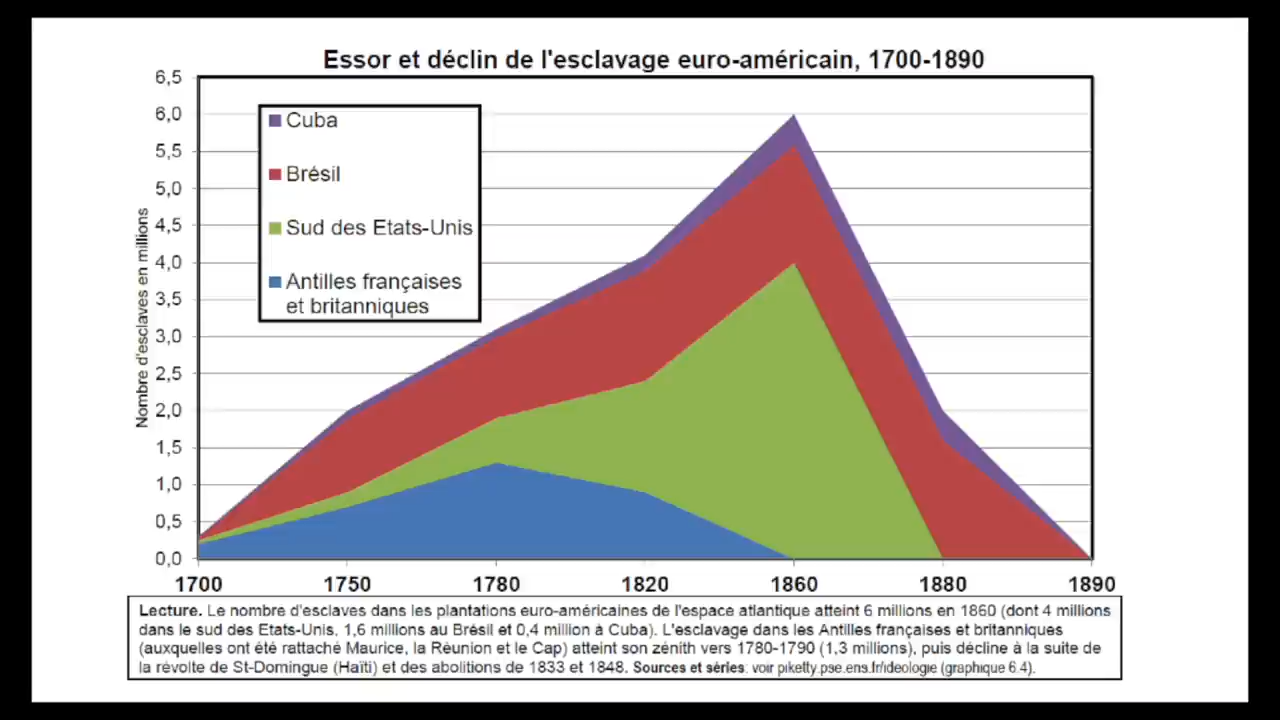 Essor et déclin de l'esclavage euro-américain, 1700-1890
6,5
6,0
5,5
5,0
4,5
4,0
3,5
3,0
2,5
2,0
1,5
1,0
0,5
0,0
Nombre d'esclaves en millions
Cuba
Brésil
Sud des Etats-Unis
Antilles françaises
et britanniques
1700 1750 1780 1820 1860 1880 1890
Lecture. Le nombre d'esclaves dans les plantations euro-américaines de l'espace atlantique atteint 6 millions en 1860 (dont 4 millions
dans le sud des Etats-Unis, 1,6 millions au Brésil et 0,4 million à Cuba). L'esclavage dans les Antilles françaises et britanniques
(auxquelles ont été rattaché Maurice, la Réunion et le Cap) atteint son zénith vers 1780-1790 (1,3 millions), puis décline à la suite de
la révolte de St-Domingue (Haïti) et des abolitions de 1833 et 1848. Sources et séries: voir piketty.pse.ens.fr/ideologie (graphique 6.4).